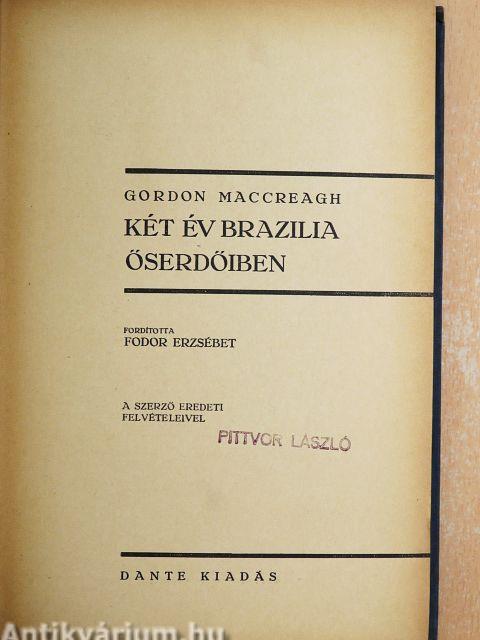 GORDON MACCREAGH
KÉT ÉV BRAZILIA
ŐSERDŐIBEN
FORDÍTOTTA
FODOR ERZSÉBET
A SZERZŐ EREDETI
FELVÉTELEIVEL
PITTVOR LÁSZLÓ
DANTE KIADÁS
Antikvárium.hu